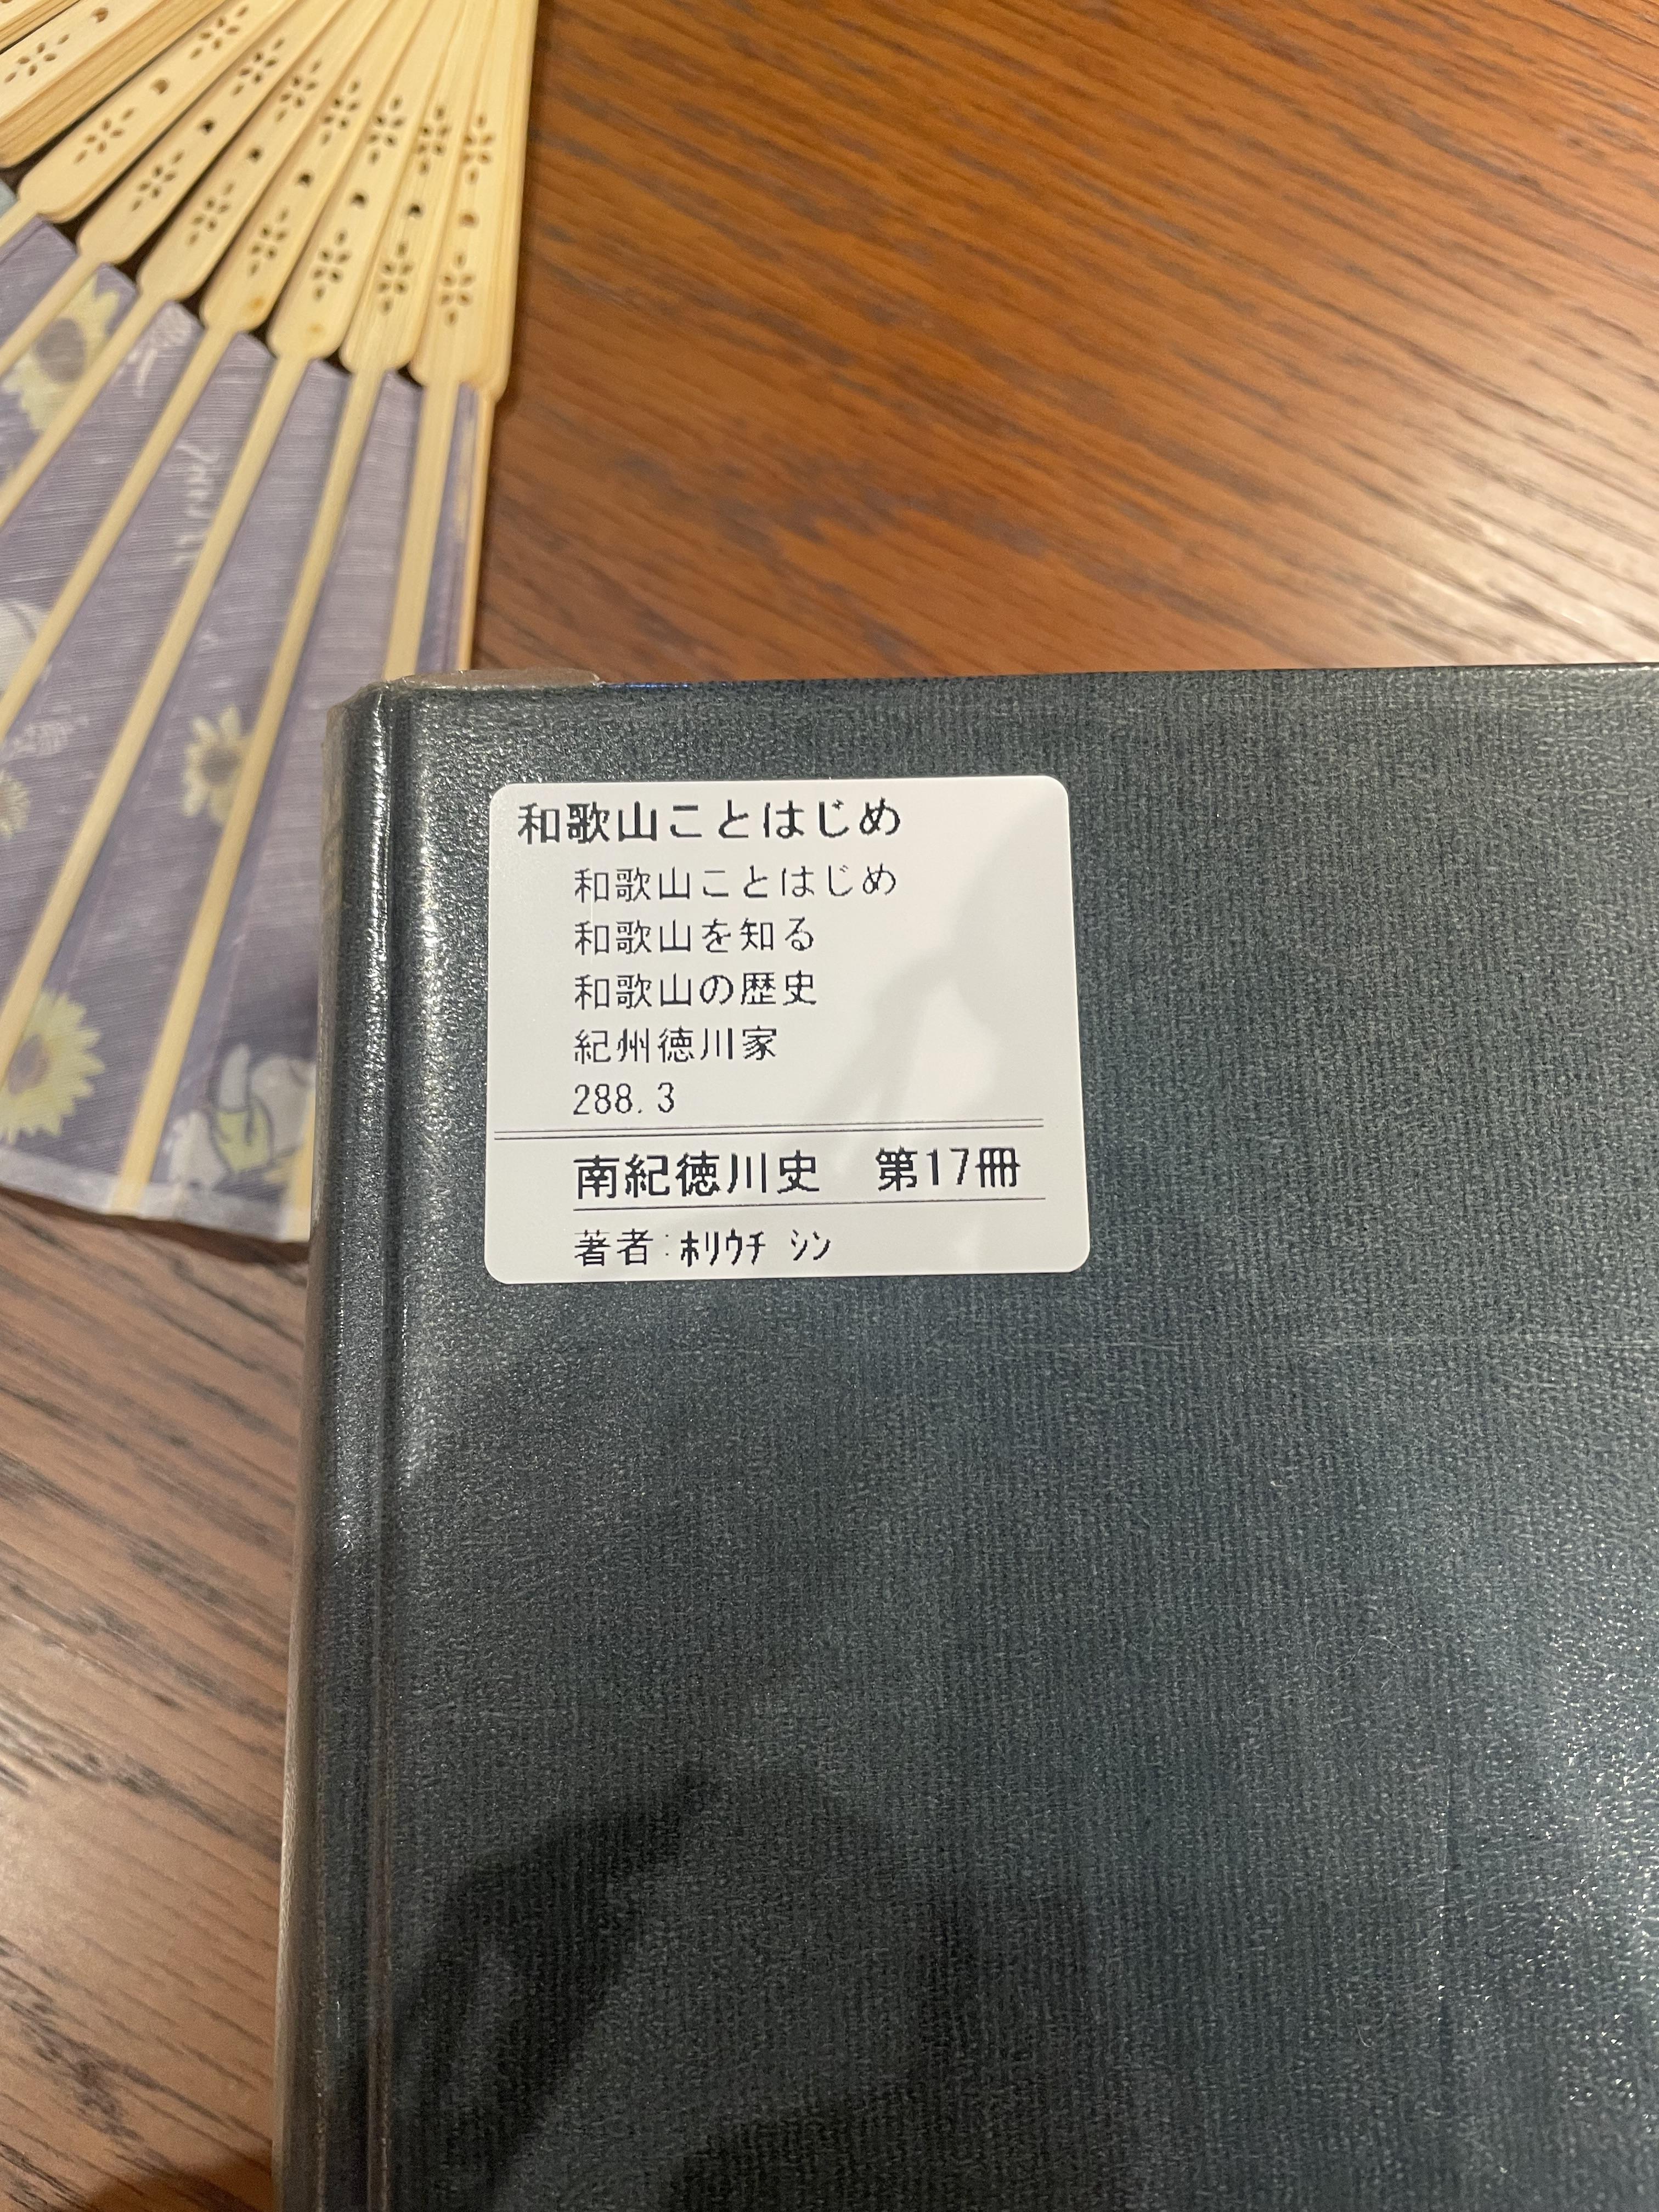 和歌山ことはじめ
和歌山ことはじめ
和歌山を知る
和歌山の歴史
紀州徳川家
288.3
南紀徳川史　第17冊
著者:ﾎﾘｳﾁ ｼﾝ